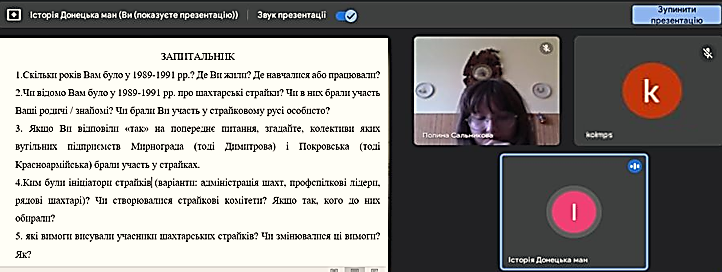 Історія Донецька ман (Ви (показуєте презентацію))
Звук презентації
Зупинити
презентацію
ЗАПИТАЛЬНИК
1.Скільки років Вам було у 1989-1991 рр.? Де Ви жили? Де навчалися або працювали?
2.Чи відомо Вам було у 1989-1991 рр. про шахтарські страйки? Чи в них брали участь
Ваші родичі / знайомі? Чи брали Ви участь у страйковому русі особисто?
3. Якщо Ви відповіли «так» на попереднє питання, згадайте, колективи яких
вугільних підприємств Мирнограда (тоді Димитрова) і Покровська (тоді
Красноармійська) брали участь у страйках.
4.Ким були ініціатори страйків (варіанти: адміністрація шахт, профспілкові лідери,
рядові шахтарі)? Чи створювалися страйкові комітети? Якщо так, кого до них
обирали?
5. які вимоги висували учасники шахтарських страйків? Чи змінювалися ці вимоги?
Як?
Полина Сальникова
k
kolmps
І
Історія Донецька ман